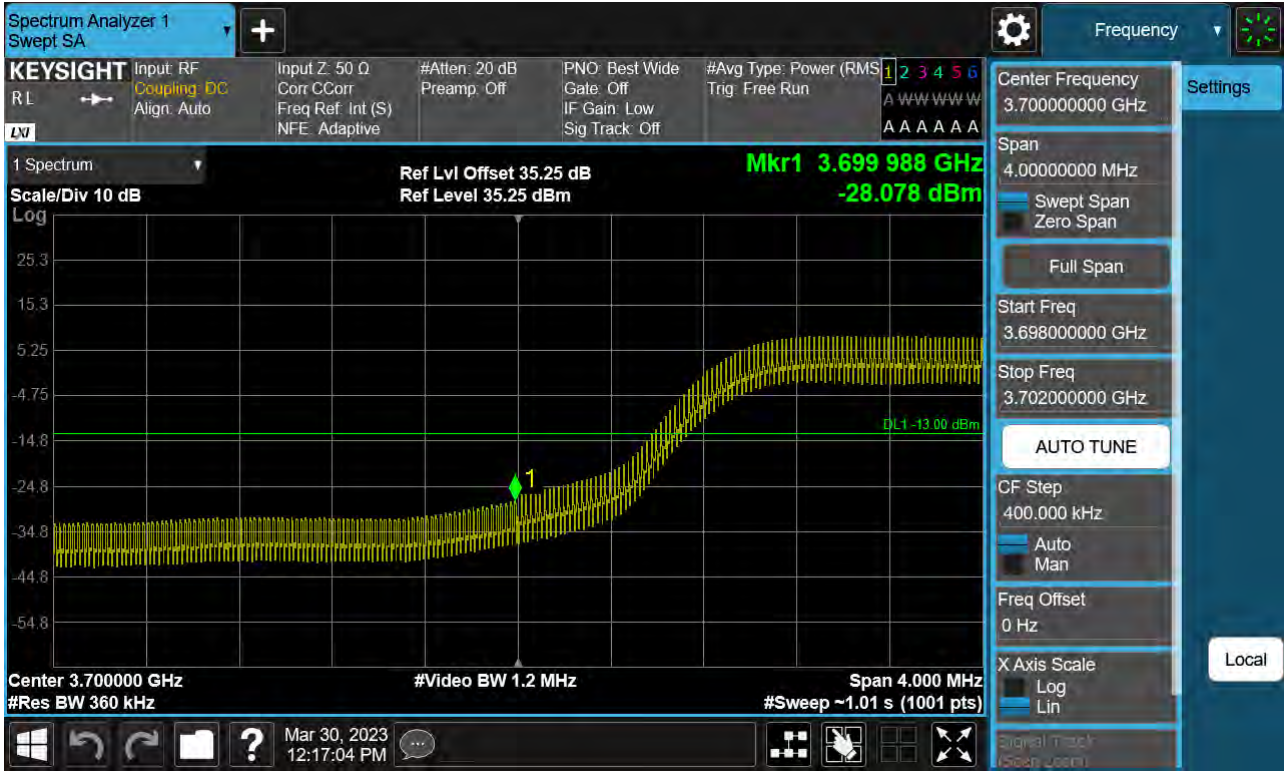 Spectrum Analyzer 1
Swept SA
+
Frequency
KEYSIGHT
RL
LXI
Input: RF
Coupling: DC
Align: Auto
Input Z: 50 Ω
Corr CCorr
Freq Ref: Int (S)
NFE: Adaptive
#Atten: 20 dB
Preamp: Off
PNO: Best Wide
Gate: Off
IF Gain: Low
Sig Track: Off
#Avg Type: Power (RMS
Trig: Free Run
1 2 3 4 5 6
A W W W W W
A A A A A A
1 Spectrum
Scale/Div 10 dB
Log
Ref Lvl Offset 35.25 dB
Ref Level 35.25 dBm
Mkr1 3.699 988 GHz
-28.078 dBm
25.3
15.3
5.25
-4.75
-14.8
-24.8
-34.8
-44.8
-54.8
DL1 -13.00 dBm
1
Center 3.700000 GHz
#Res BW 360 kHz
#Video BW 1.2 MHz
Span 4.000 MHz
#Sweep ~1.01 s (1001 pts)
Center Frequency
3.700000000 GHz
Settings
Span
4.00000000 MHz
Swept Span
Zero Span
Full Span
Start Freq
3.698000000 GHz
Stop Freq
3.702000000 GHz
AUTO TUNE
CF Step
400.000 kHz
Auto
Man
Freq Offset
0 Hz
X Axis Scale
Log
Lin
Local
Signal Track
(Span Zoom)
?
Mar 30, 2023
12:17:04 PM